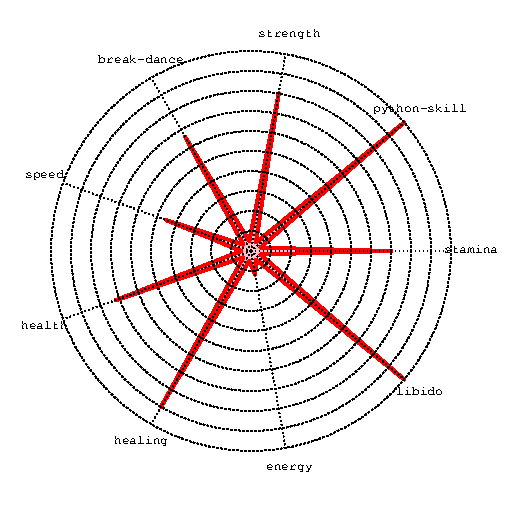 strength
break-dance
python-skill
speed
stamina
health
libido
healing
energy